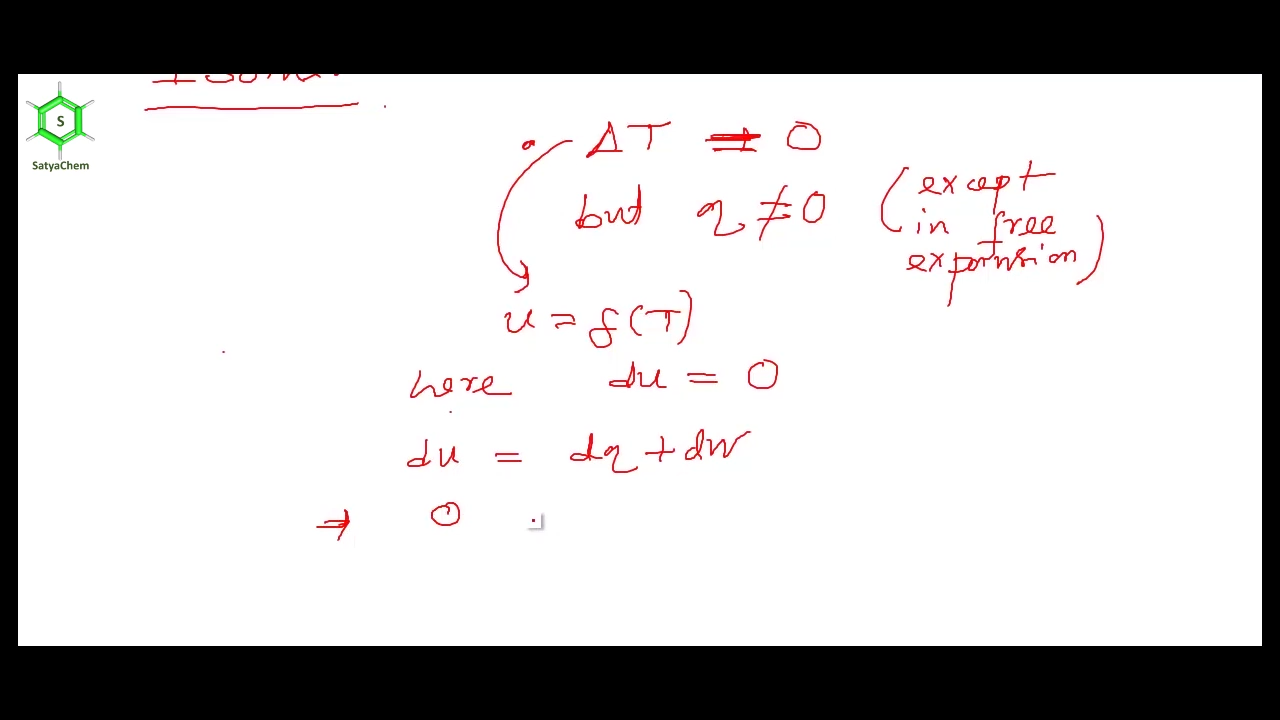 S
SatyaChem
ΔT = 0
but q ≠ 0 (except
in free
expansion)
u = f(T)
here du = 0
du = dq + dw
⇒ 0